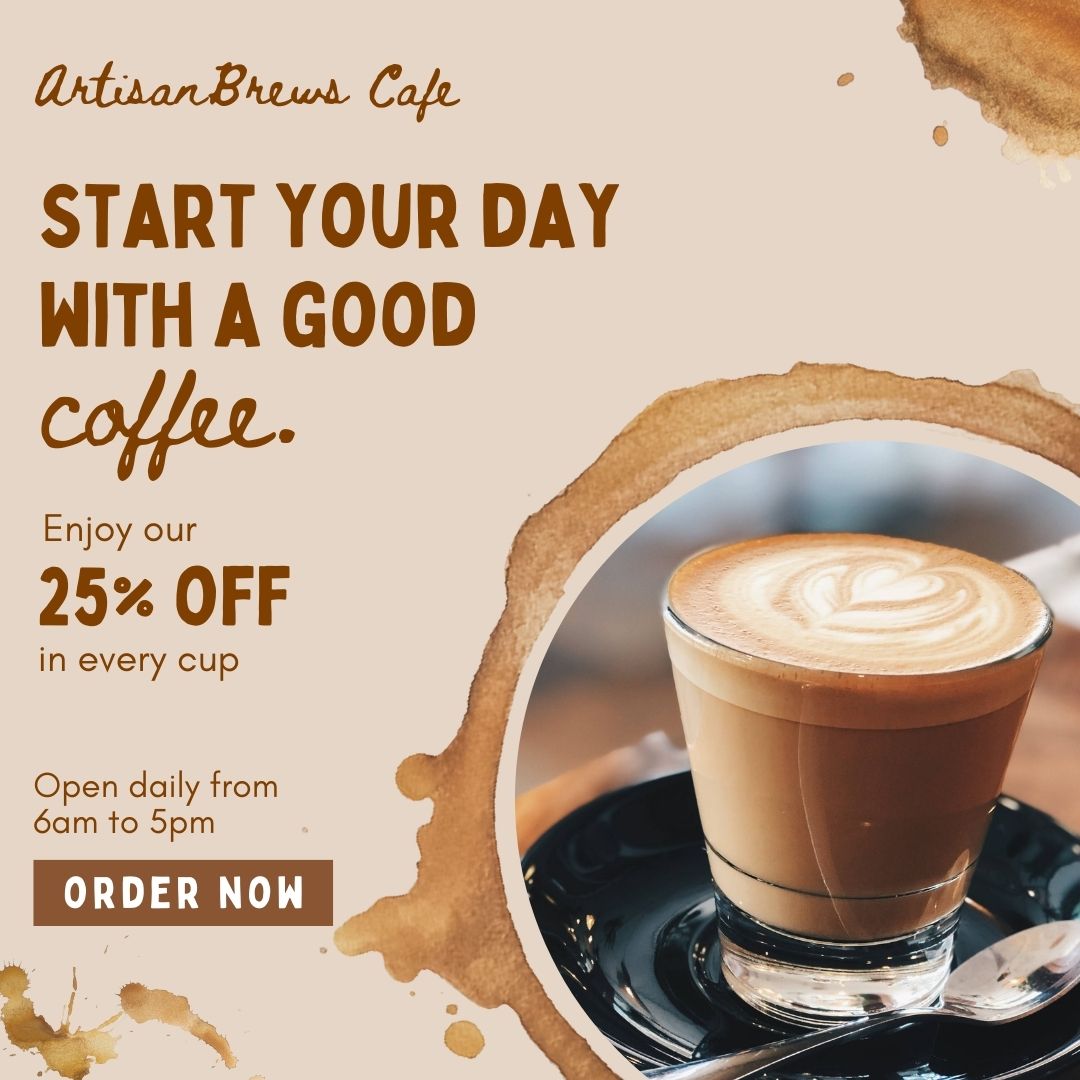 ArtisanBrews Cafe
START YOUR DAY
WITH A GOOD
coffee.
Enjoy our
25% OFF
in every cup
Open daily from
6am to 5pm
ORDER NOW